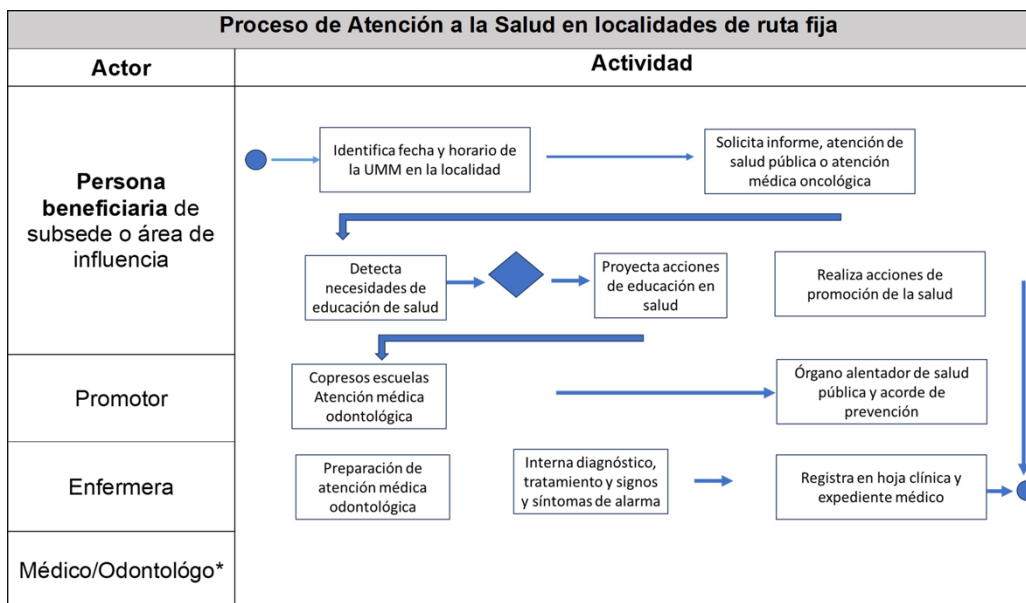 Proceso de Atención a la Salud en localidades de ruta fija
Actor
Actividad
Persona
beneficiaria de
subsede o área de
influencia
Identifica fecha y horario de
la UMM en la localidad
Solicita informe, atención de
salud pública o atención
médica oncológica
Detecta
necesidades de
educación de salud
Proyecta acciones
de educación en
salud
Realiza acciones de
promoción de la salud
Promotor
Copresos escuelas
Atención médica
odontológica
Órgano alentador de salud
pública y acorde de
prevención
Enfermera
Preparación de
atención médica
odontológica
Interna diagnóstico,
tratamiento y signos
y síntomas de alarma
Registra en hoja clínica y
expediente médico
Médico/Odontológo*